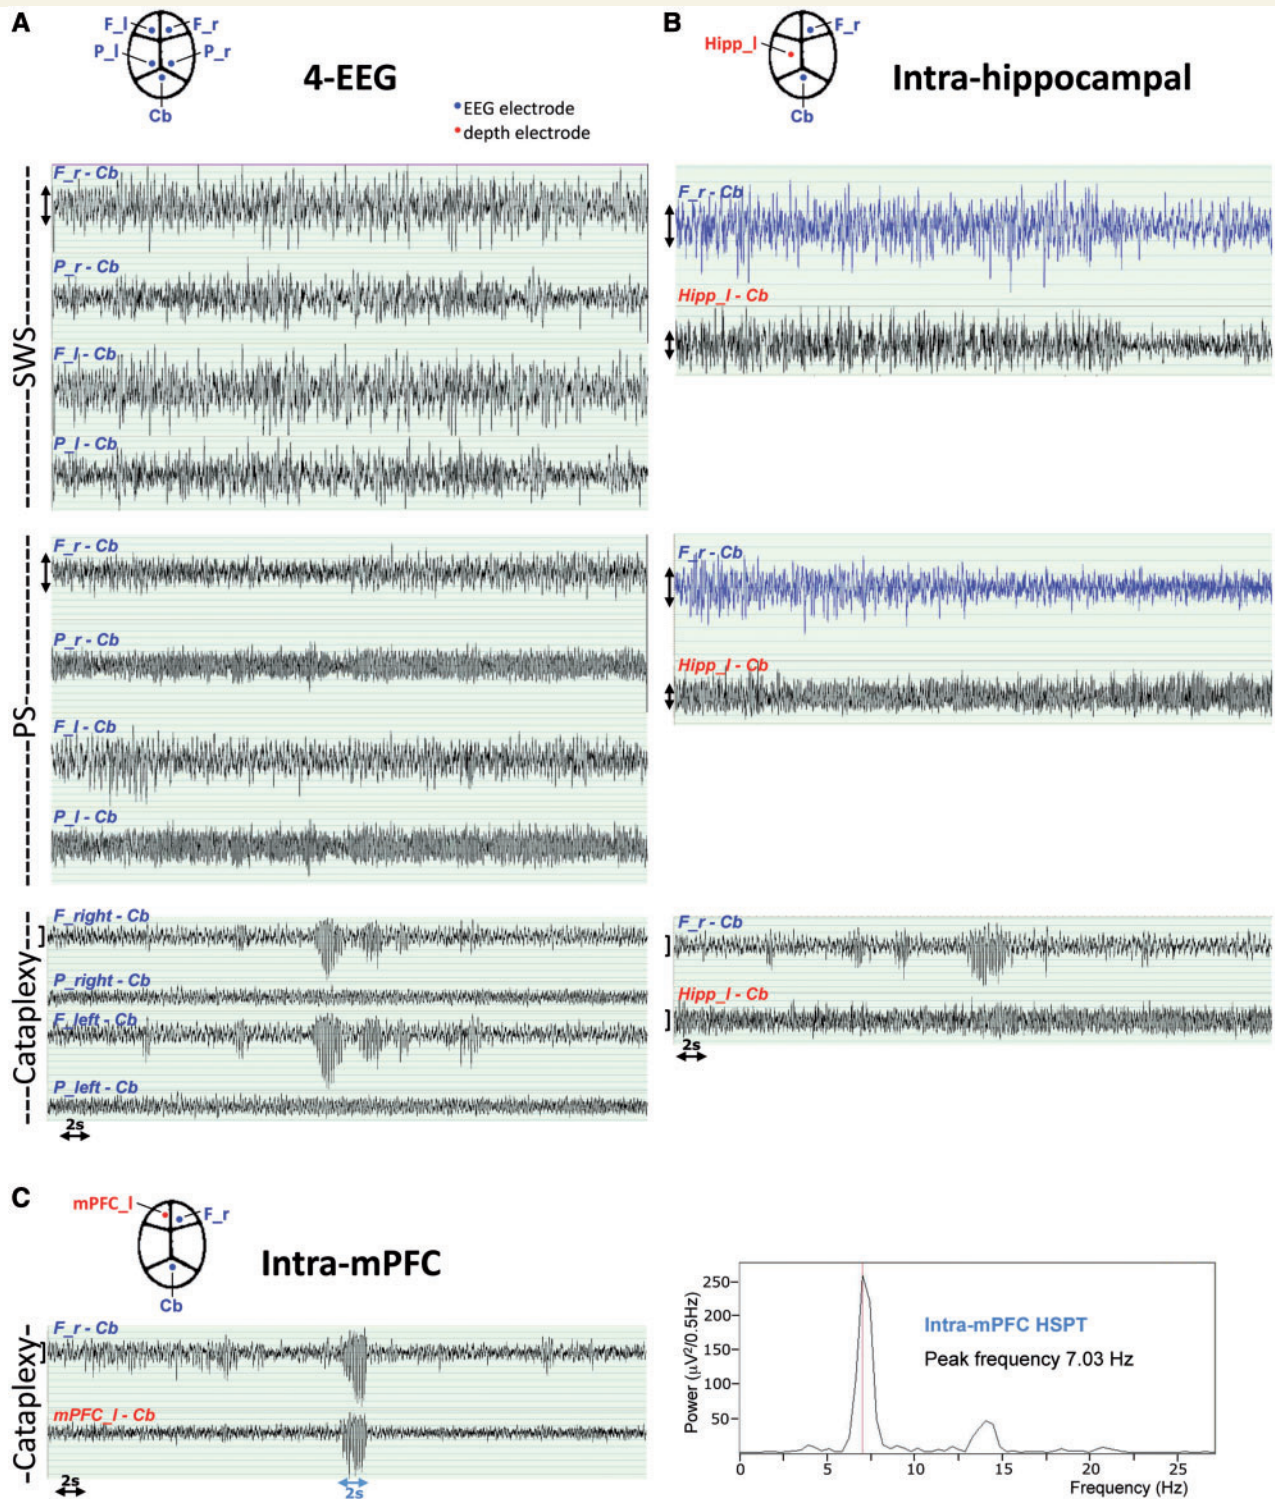 A
F_l
F_r
P_l
P_r
Cb
4-EEG
EEG electrode
depth electrode
B
F_r
Hipp_l
Cb
Intra-hippocampal
SWS
F_r - Cb
P_r - Cb
F_l - Cb
P_l - Cb
F_r - Cb
Hipp_l - Cb
PS
F_r - Cb
P_r - Cb
F_l - Cb
P_l - Cb
F_r - Cb
Hipp_l - Cb
Cataplexy
F_right - Cb
P_right - Cb
F_left - Cb
P_left - Cb
2s
F_r - Cb
Hipp_l - Cb
2s
C
mPFC_l
F_r
Cb
Intra-mPFC
Cataplexy
F_r - Cb
mPFC_l - Cb
2s
2s
Power (µV²/0.5Hz)
250
200
150
100
50
Intra-mPFC HSPT
Peak frequency 7.03 Hz
0 5 10 15 20 25
Frequency (Hz)